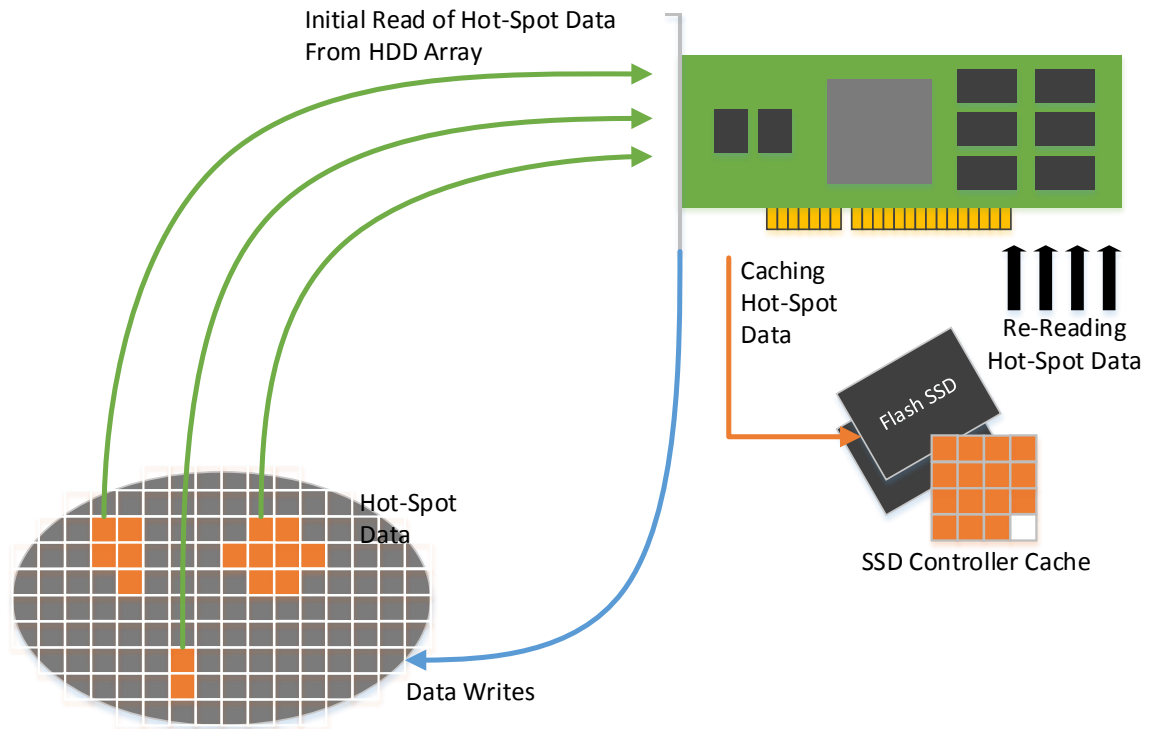 Initial Read of Hot-Spot Data
From HDD Array
Caching
Hot-Spot
Data
Re-Reading
Hot-Spot Data
Flash SSD
Hot-Spot
Data
SSD Controller Cache
Data Writes